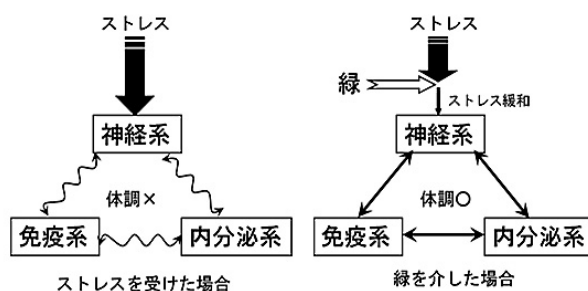 ストレス
神経系
体調×
免疫系
内分泌系
ストレスを受けた場合
ストレス
緑
ストレス緩和
神経系
体調○
免疫系
内分泌系
緑を介した場合